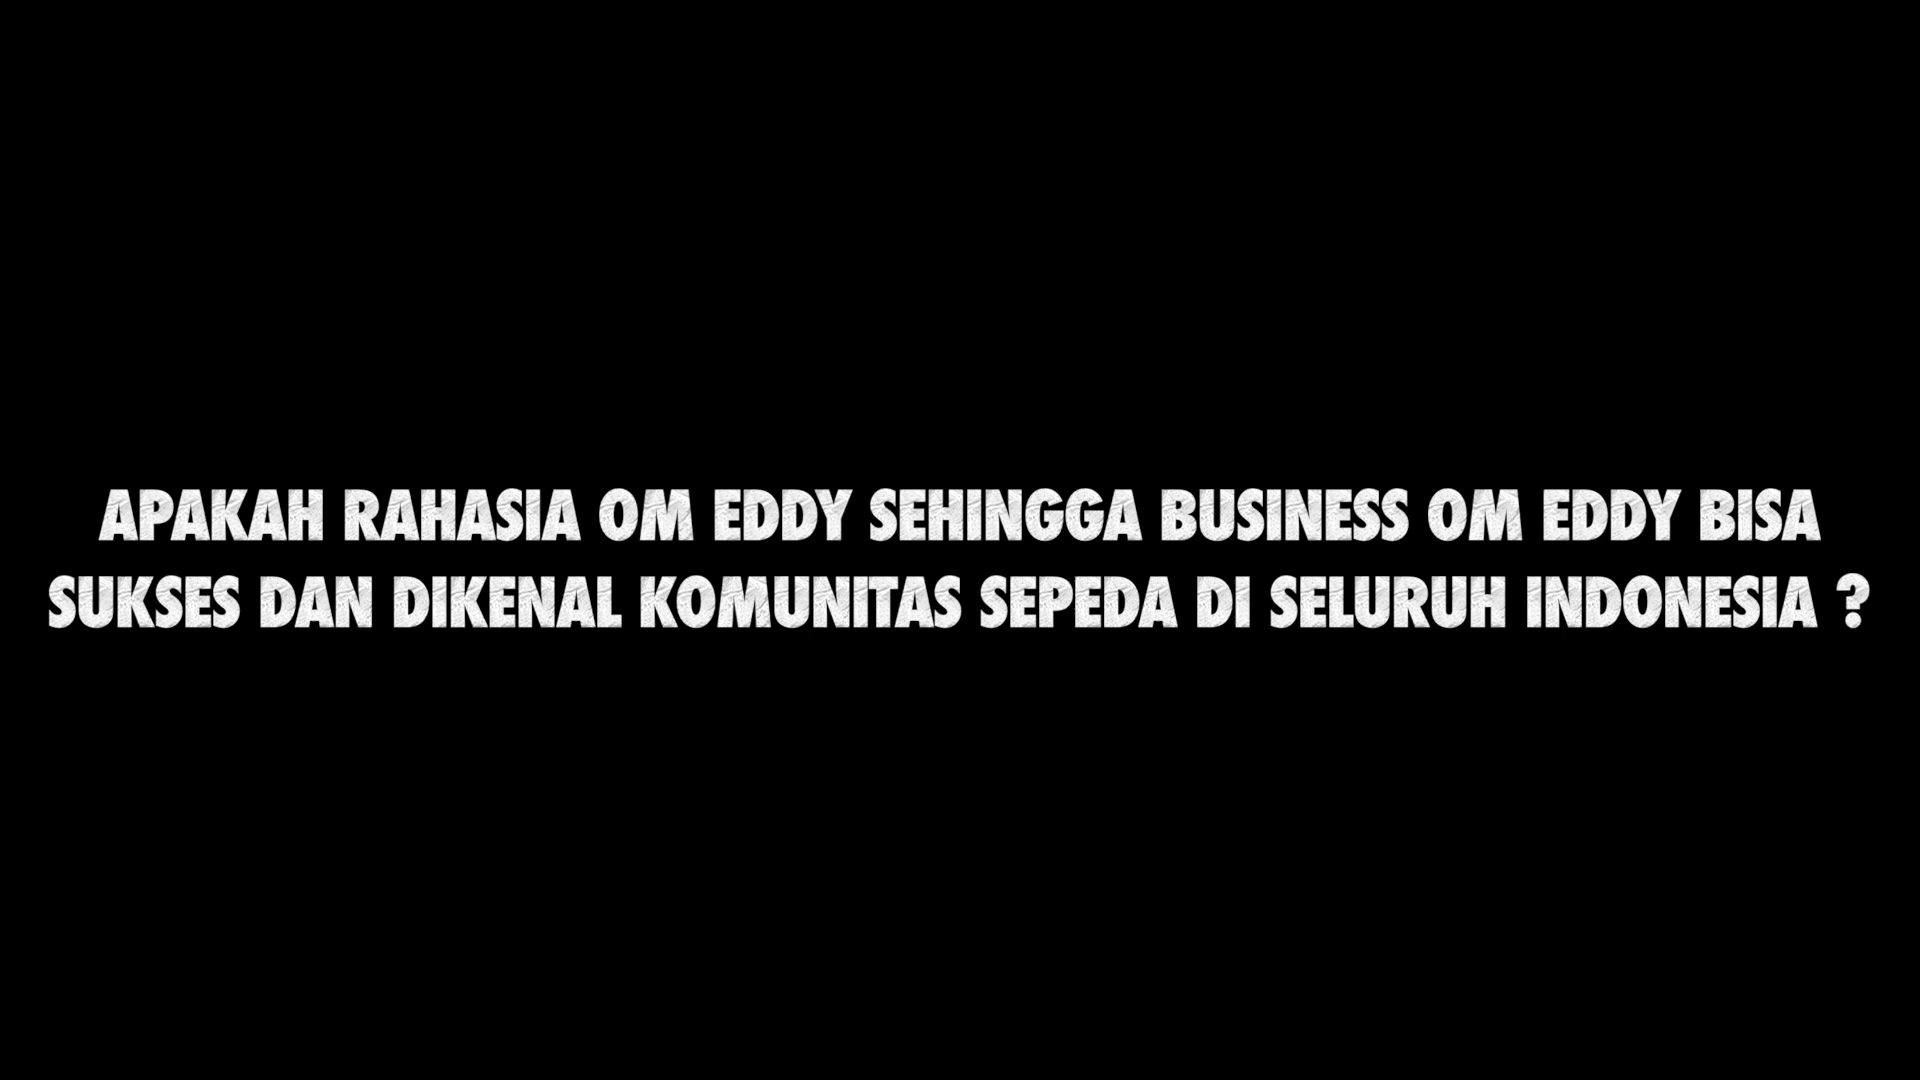 APAKAH RAHASIA OM EDDY SEHINGGA BUSINESS OM EDDY BISA
SUKSES DAN DIKENAL KOMUNITAS SEPEDA DI SELURUH INDONESIA ?